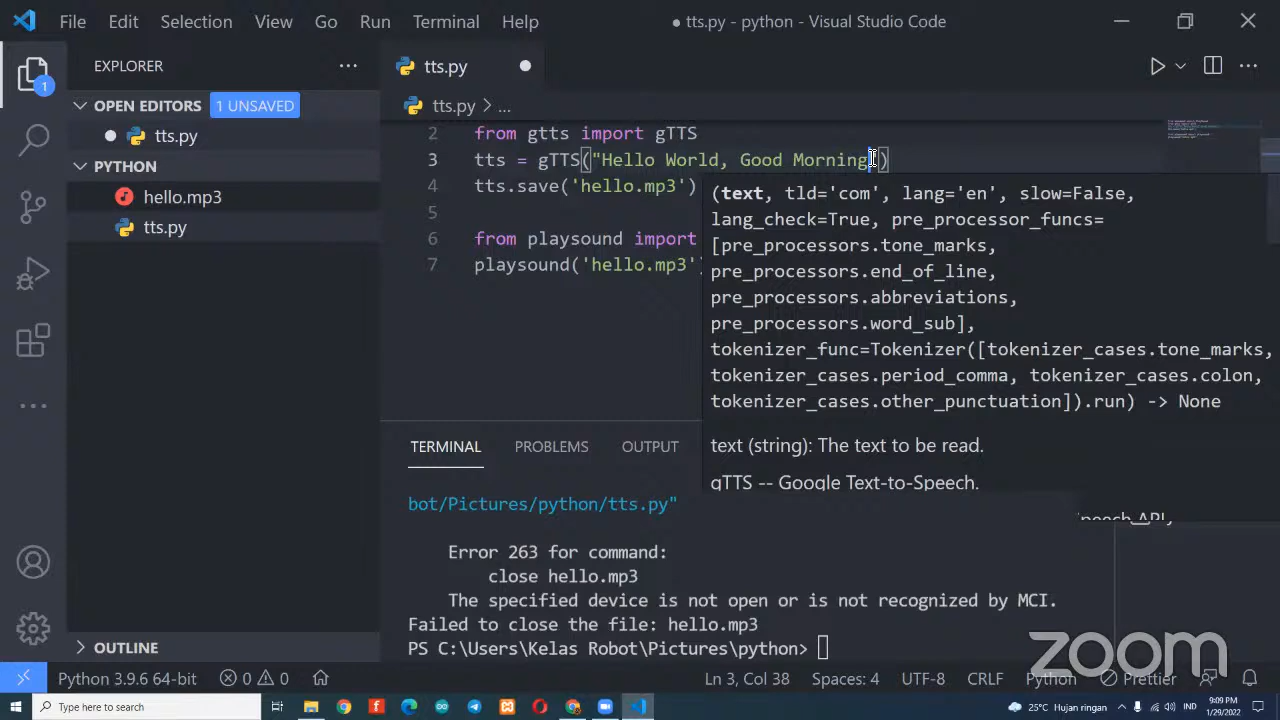 File Edit Selection View Go Run Terminal Help
● tts.py - python - Visual Studio Code
EXPLORER
OPEN EDITORS 1 UNSAVED
tts.py
PYTHON
hello.mp3
tts.py
OUTLINE
1
tts.py
tts.py > ...
2 from gtts import gTTS
3 tts = gTTS("Hello World, Good Morning")
4 tts.save('hello.mp3')
5
6 from playsound import
7 playsound('hello.mp3')
(text, tld='com', lang='en', slow=False,
lang_check=True, pre_processor_funcs=
[pre_processors.tone_marks,
pre_processors.end_of_line,
pre_processors.abbreviations,
pre_processors.word_sub],
tokenizer_func=Tokenizer([tokenizer_cases.tone_marks,
tokenizer_cases.period_comma, tokenizer_cases.colon,
tokenizer_cases.other_punctuation]).run) -> None
text (string): The text to be read.
gTTS -- Google Text-to-Speech.
TERMINAL PROBLEMS OUTPUT
bot/Pictures/python/tts.py"
Error 263 for command:
close hello.mp3
The specified device is not open or is not recognized by MCI.
Failed to close the file: hello.mp3
PS C:\Users\Kelas Robot\Pictures\python>
zoom
Python 3.9.6 64-bit 0 0 Ln 3, Col 38 Spaces: 4 UTF-8 CRLF Python Prettier
Type here to search
25°C Hujan ringan IND 9:09 PM
1/29/2022